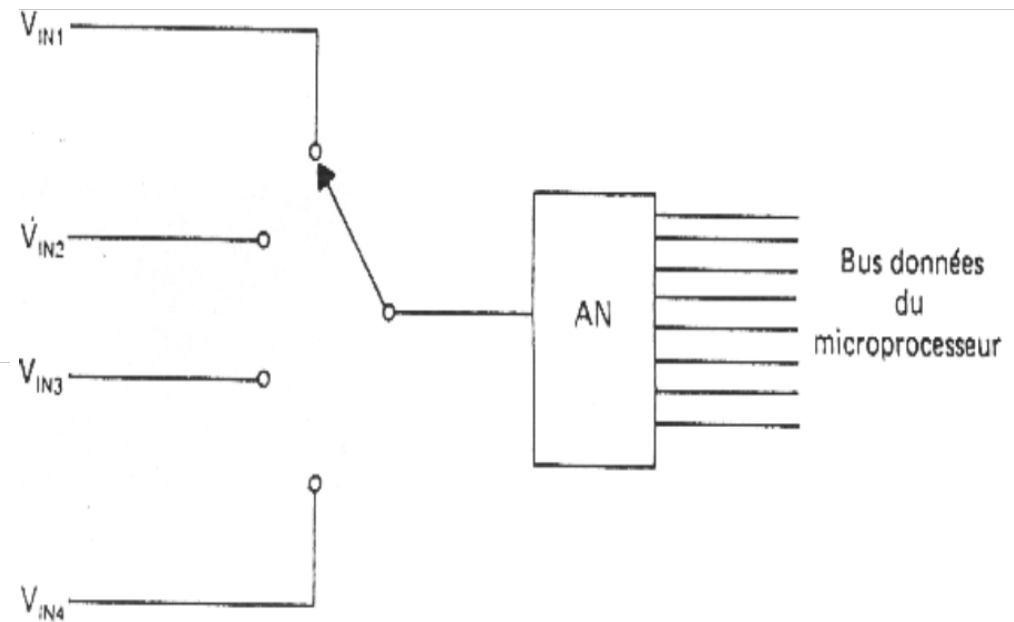 VIN1
VIN2
VIN3
VIN4
AN
Bus données
du
microprocesseur